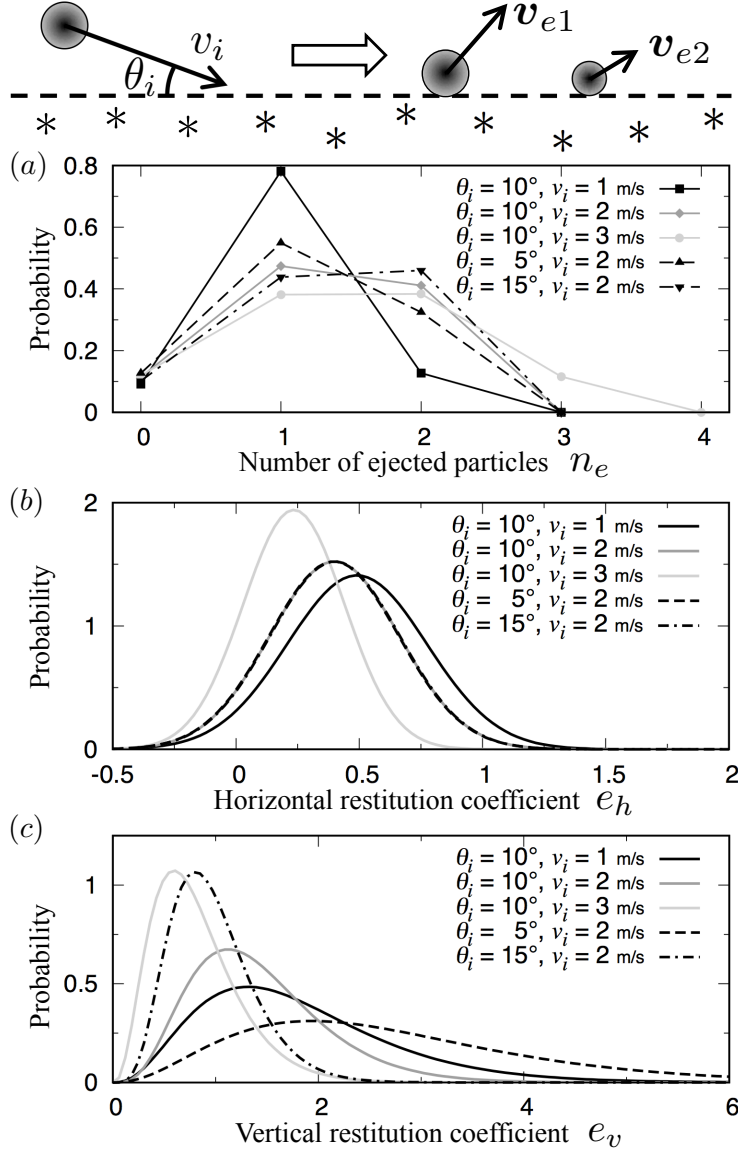 v_i
θ_i
v_{e1}
v_{e2}
* * * * * * * * * *
(a)
0.8
0.6
0.4
0.2
0
Probability
θ_i = 10°, v_i = 1 m/s
θ_i = 10°, v_i = 2 m/s
θ_i = 10°, v_i = 3 m/s
θ_i = 5°, v_i = 2 m/s
θ_i = 15°, v_i = 2 m/s
0 1 2 3 4
Number of ejected particles n_e
(b)
2
1
0
Probability
θ_i = 10°, v_i = 1 m/s
θ_i = 10°, v_i = 2 m/s
θ_i = 10°, v_i = 3 m/s
θ_i = 5°, v_i = 2 m/s
θ_i = 15°, v_i = 2 m/s
-0.5 0 0.5 1 1.5 2
Horizontal restitution coefficient e_h
(c)
1
0.5
0
Probability
θ_i = 10°, v_i = 1 m/s
θ_i = 10°, v_i = 2 m/s
θ_i = 10°, v_i = 3 m/s
θ_i = 5°, v_i = 2 m/s
θ_i = 15°, v_i = 2 m/s
0 2 4 6
Vertical restitution coefficient e_v